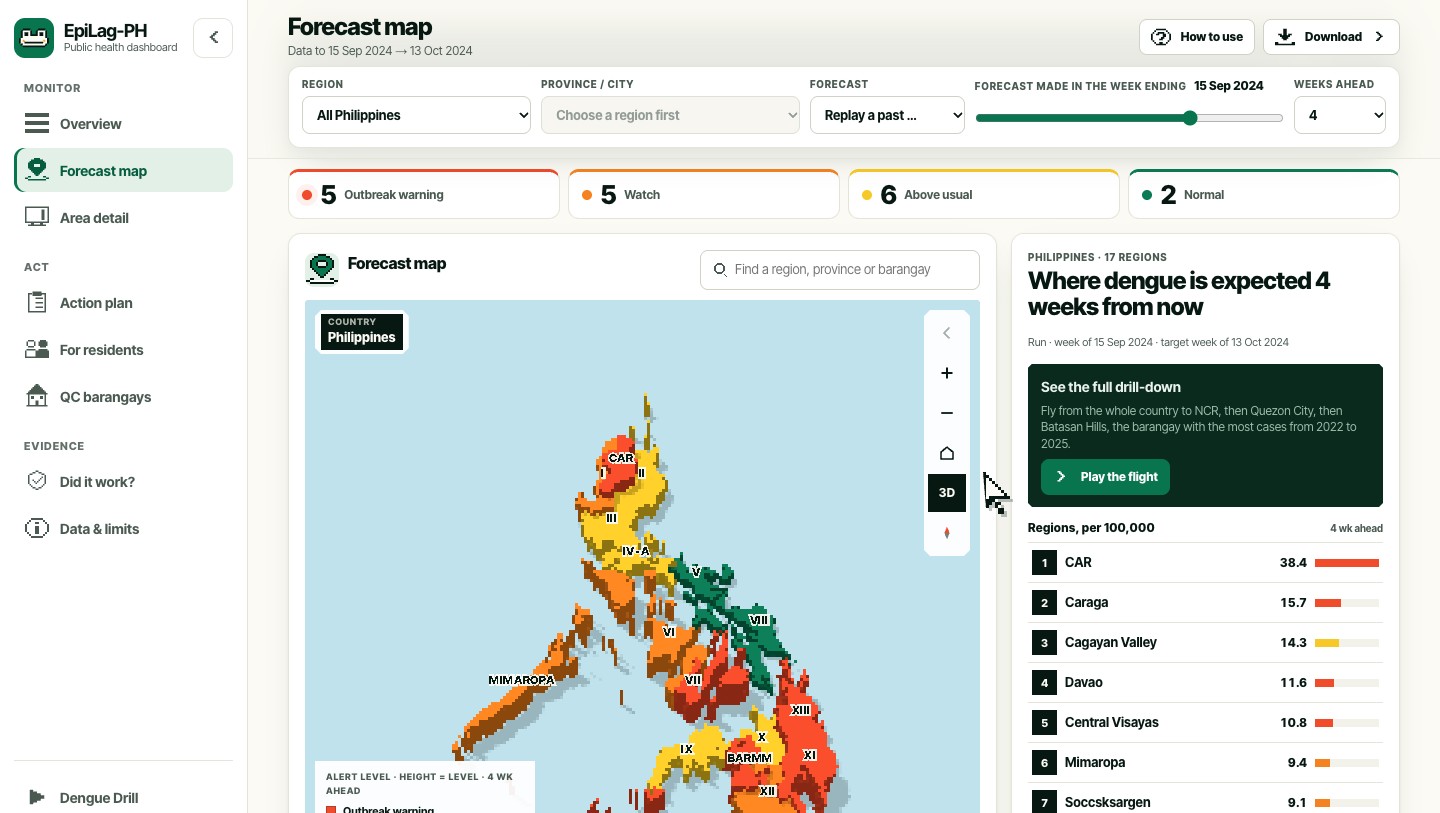 EpiLag-PH
Public health dashboard
MONITOR
Overview
Forecast map
Area detail
ACT
Action plan
For residents
QC barangays
EVIDENCE
Did it work?
Data & limits
Dengue Drill
Forecast map
Data to 15 Sep 2024 → 13 Oct 2024
How to use
Download
REGION
All Philippines
PROVINCE / CITY
Choose a region first
FORECAST
Replay a past ...
FORECAST MADE IN THE WEEK ENDING 15 Sep 2024
WEEKS AHEAD
4
5 Outbreak warning
5 Watch
6 Above usual
2 Normal
Forecast map
Find a region, province or barangay
COUNTRY
Philippines
3D
CAR
I
II
III
IV-A
V
VIII
VI
MIMAROPA
VII
XIII
X
IX
BARMM
XI
XII
ALERT LEVEL · HEIGHT = LEVEL · 4 WK
AHEAD
Outbreak warning
PHILIPPINES · 17 REGIONS
Where dengue is expected 4
weeks from now
Run · week of 15 Sep 2024 · target week of 13 Oct 2024
See the full drill-down
Fly from the whole country to NCR, then Quezon City, then
Batasan Hills, the barangay with the most cases from 2022 to
2025.
Play the flight
Regions, per 100,000
4 wk ahead
1 CAR 38.4
2 Caraga 15.7
3 Cagayan Valley 14.3
4 Davao 11.6
5 Central Visayas 10.8
6 Mimaropa 9.4
7 Soccsksargen 9.1